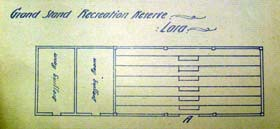 Grand Stand Recreation Reserve
Lara
Dressing Room
Dressing Room
A